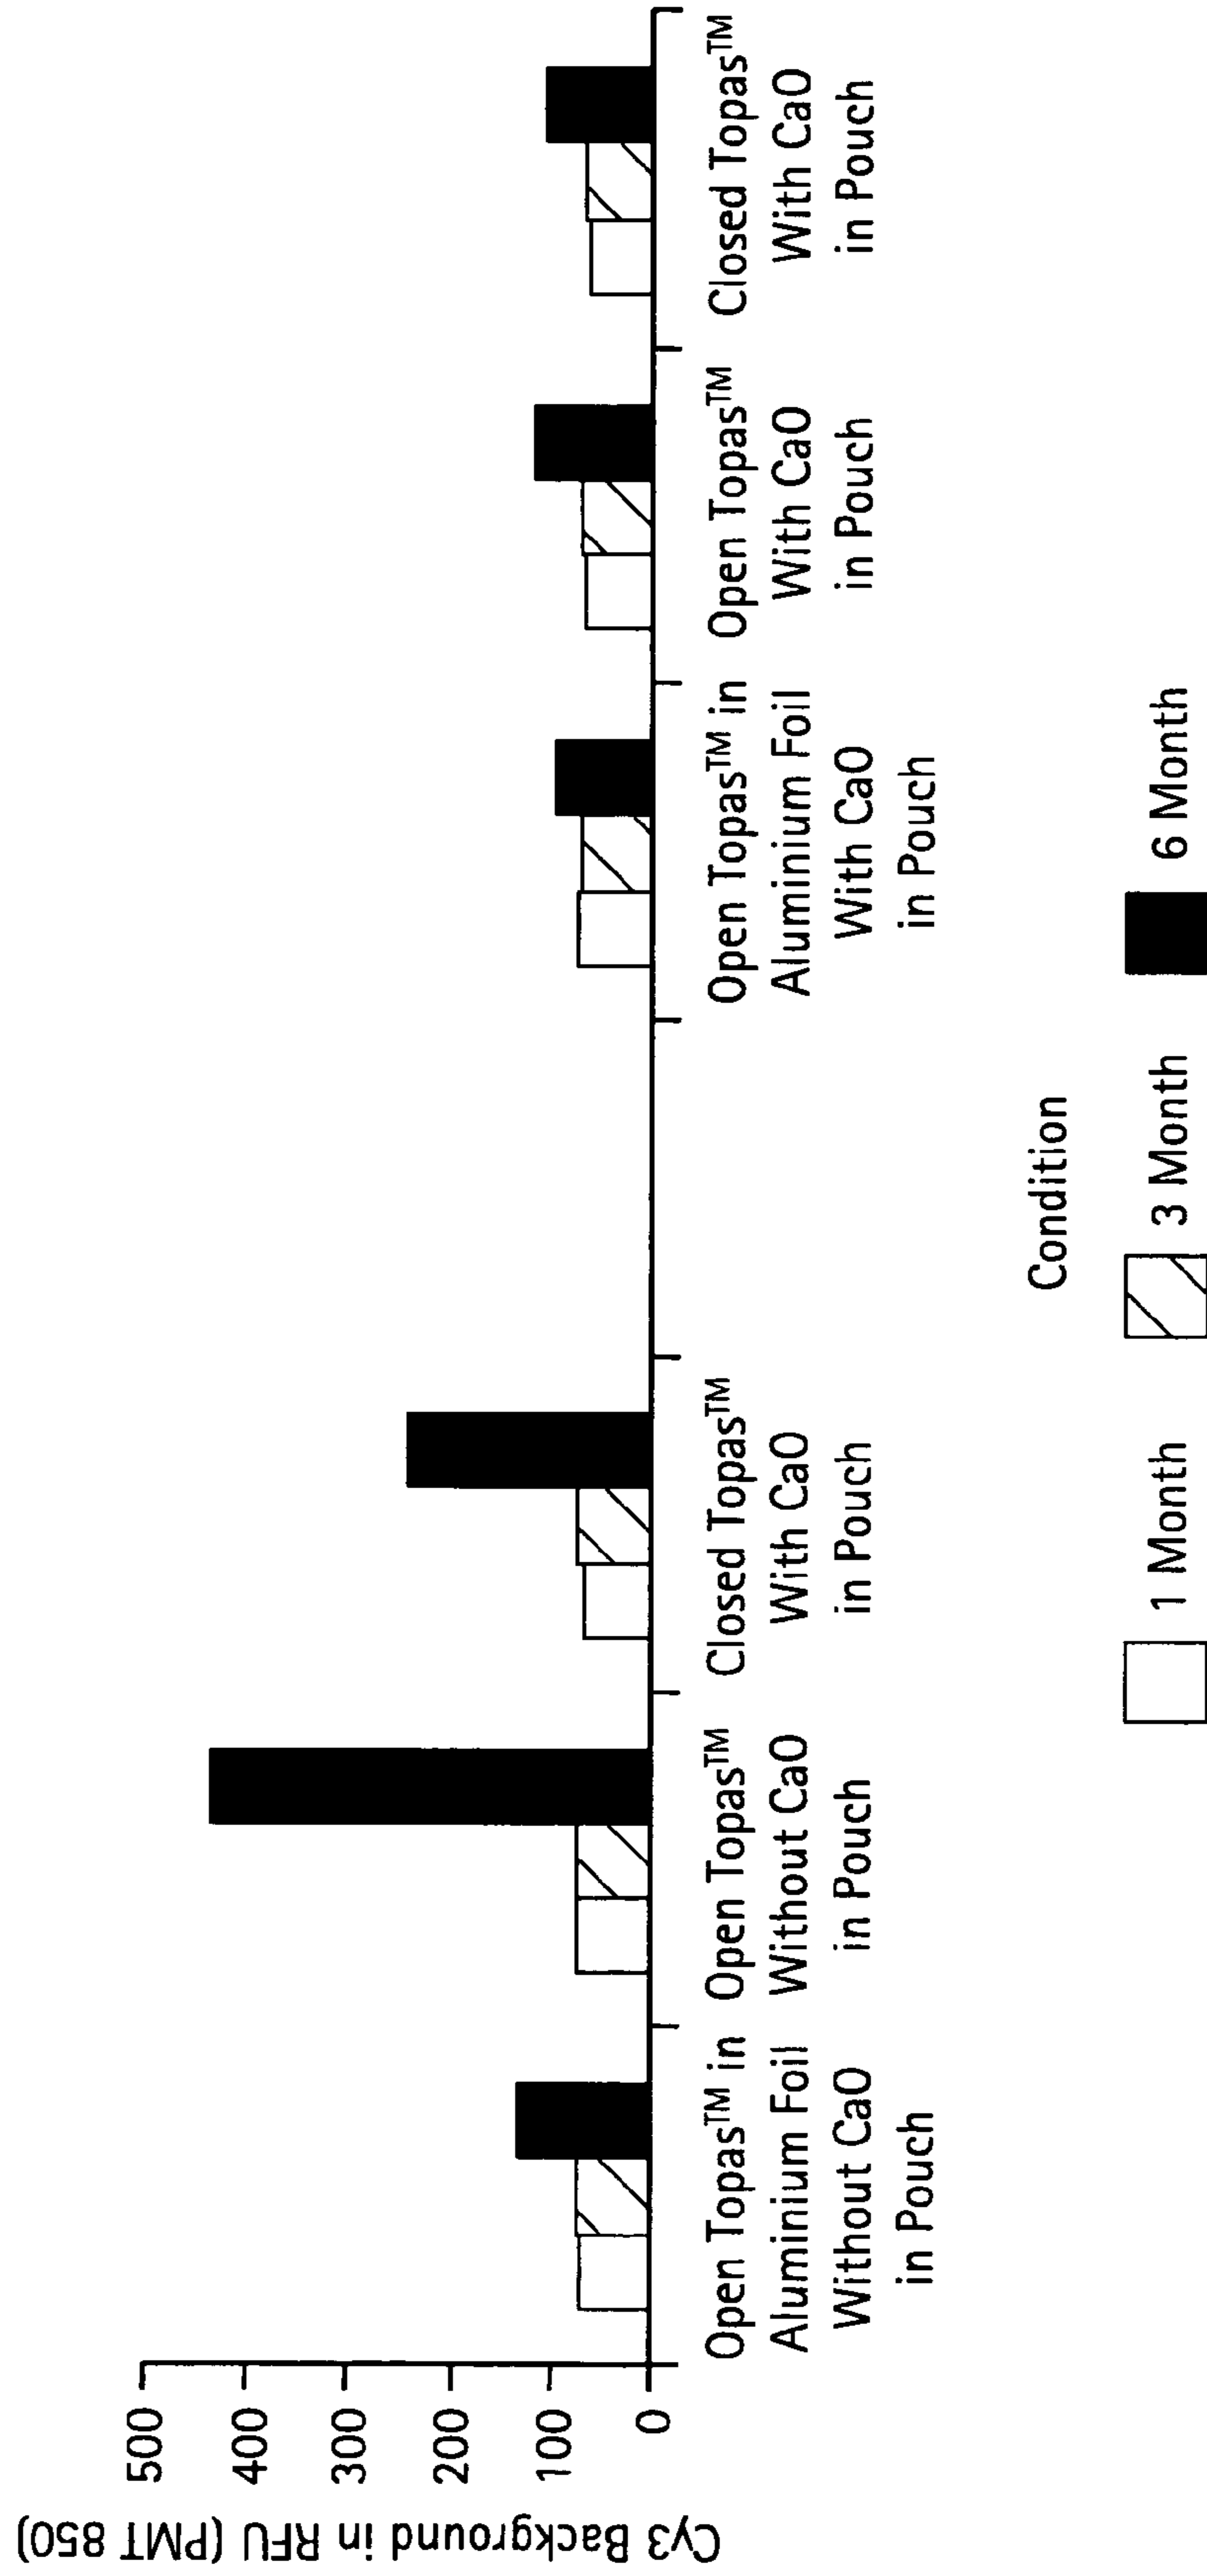 Cy3 Background in RFU (PMT 850)
500
400
300
200
100
0
Open Topas™ in
Aluminium Foil
Without CaO
in Pouch
Open Topas™
Without CaO
in Pouch
Closed Topas™
With CaO
in Pouch
Open Topas™ in
Aluminium Foil
With CaO
in Pouch
Open Topas™
With CaO
in Pouch
Closed Topas™
With CaO
in Pouch
Condition
1 Month
3 Month
6 Month